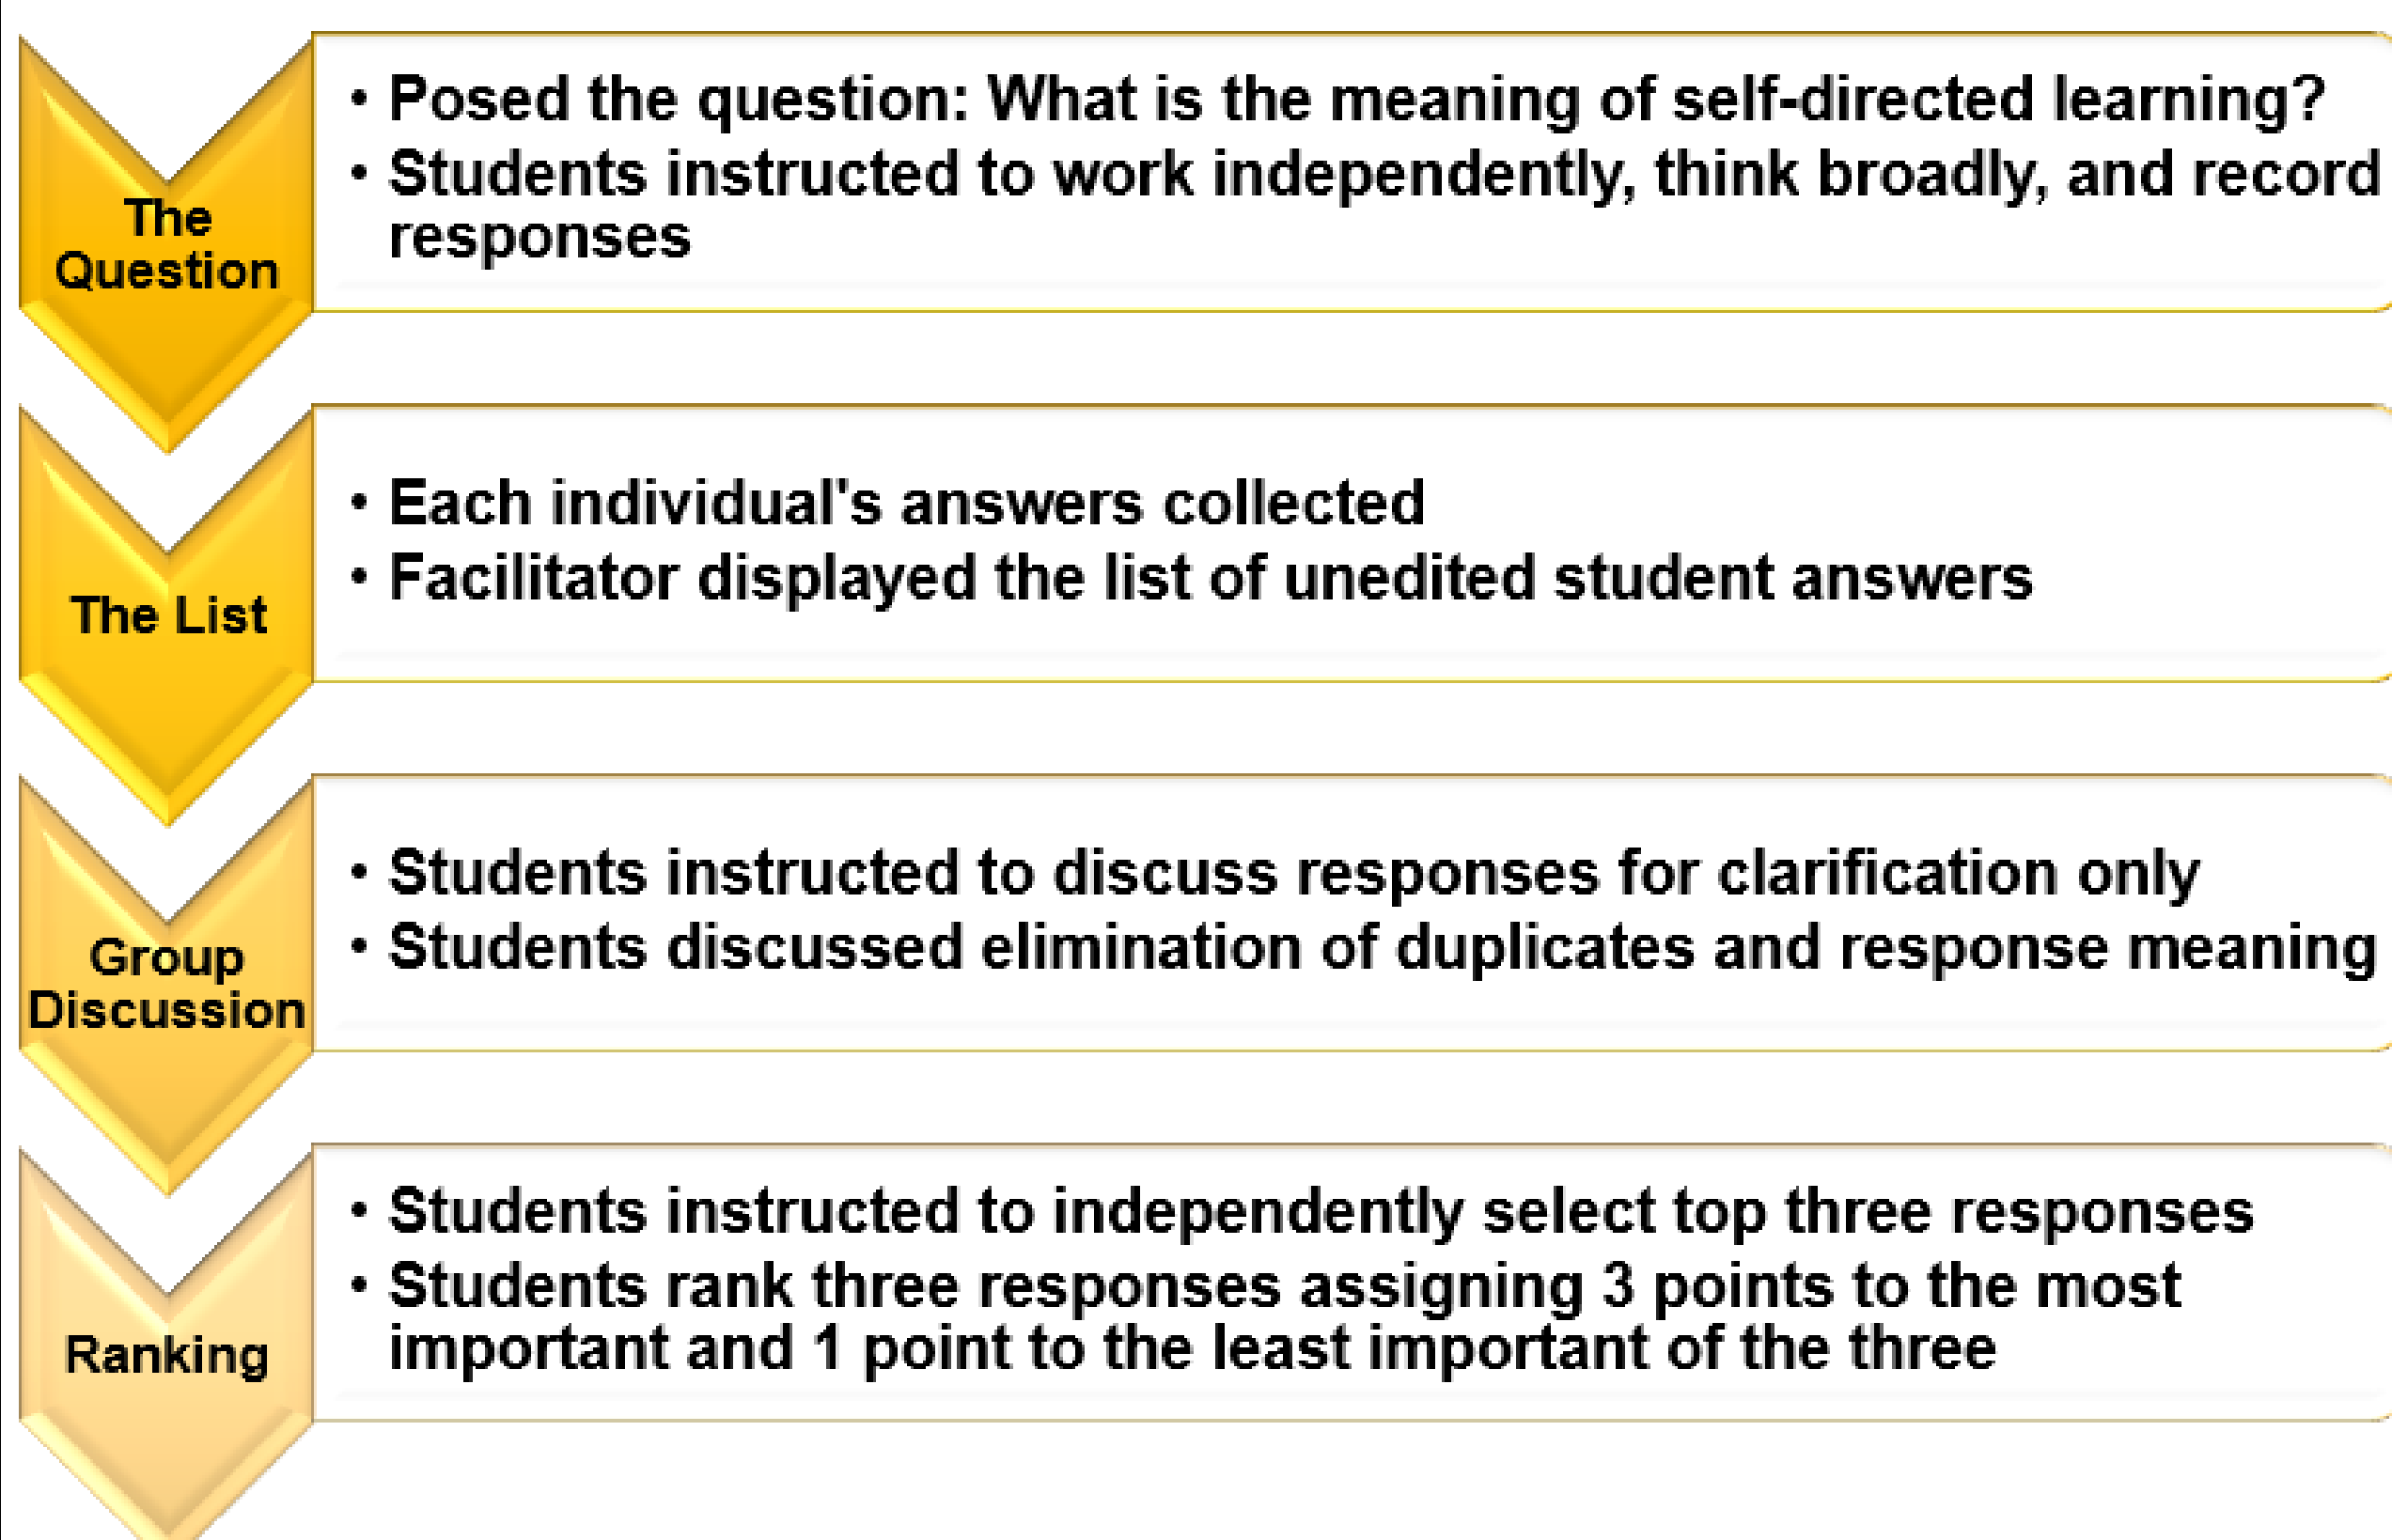 The
Question
• Posed the question: What is the meaning of self-directed learning?
• Students instructed to work independently, think broadly, and record
responses
The List
• Each individual's answers collected
• Facilitator displayed the list of unedited student answers
Group
Discussion
• Students instructed to discuss responses for clarification only
• Students discussed elimination of duplicates and response meaning
Ranking
• Students instructed to independently select top three responses
• Students rank three responses assigning 3 points to the most
important and 1 point to the least important of the three